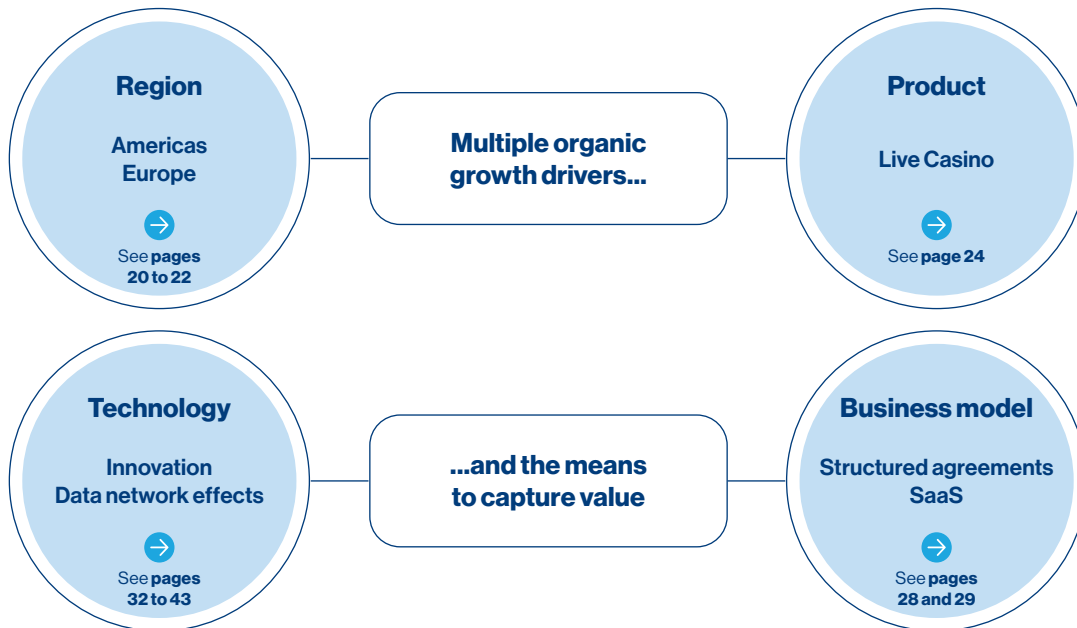 Region
Americas
Europe
See pages
20 to 22
Multiple organic
growth drivers...
Product
Live Casino
See page 24
Technology
Innovation
Data network effects
See pages
32 to 43
...and the means
to capture value
Business model
Structured agreements
SaaS
See pages
28 and 29